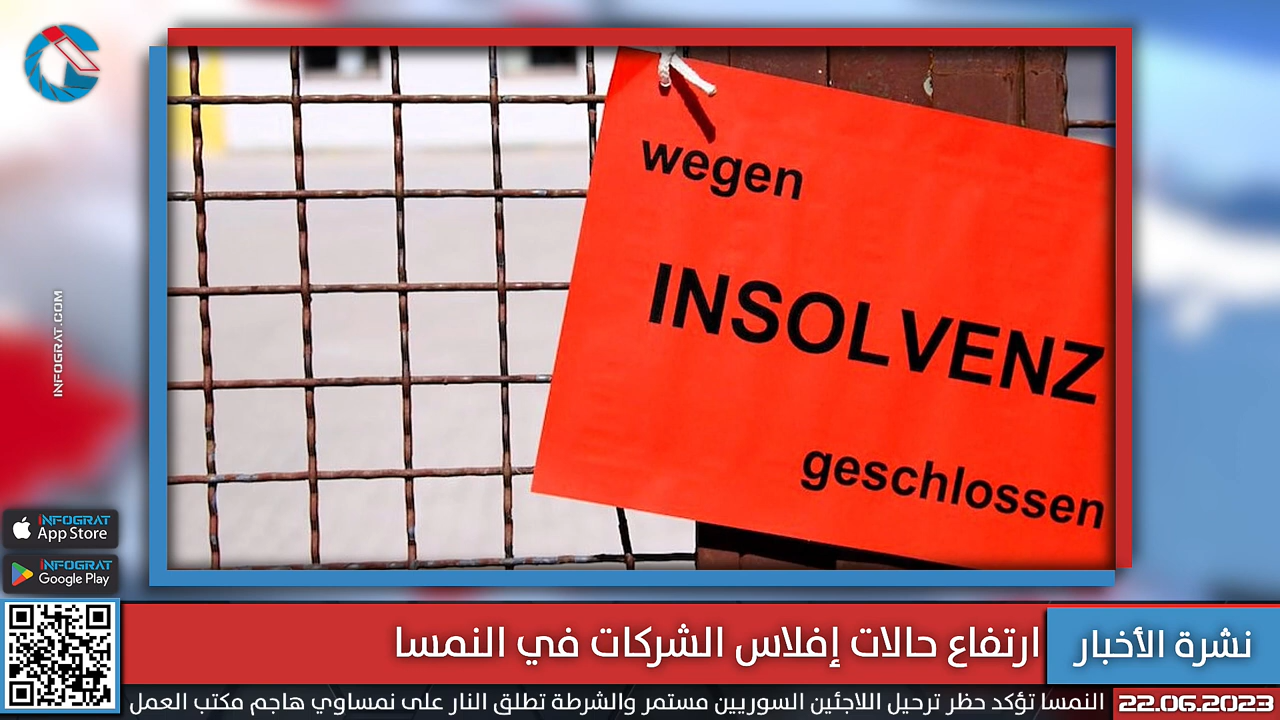 wegen
INSOLVENZ
geschlossen
INFOGRAT.COM
INFOGRAT
App Store
INFOGRAT
Google Play
نشرة الأخبار
ارتفاع حالات إفلاس الشركات في النمسا
22.06.2023
النمسا تؤكد حظر ترحيل اللاجئين السوريين مستمر والشرطة تطلق النار على نمساوي هاجم مكتب العمل